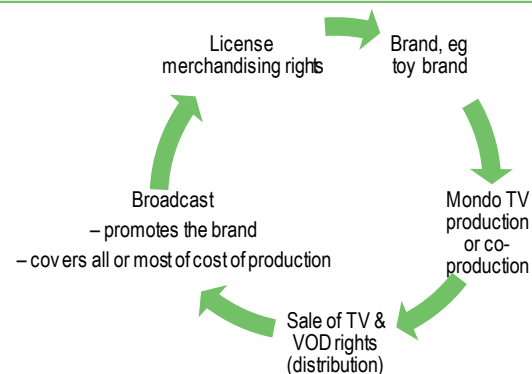 License
merchandising rights
Brand, eg
toy brand
Mondo TV
production
or co-
production
Sale of TV &
VOD rights
(distribution)
Broadcast
– promotes the brand
– covers all or most of cost of production